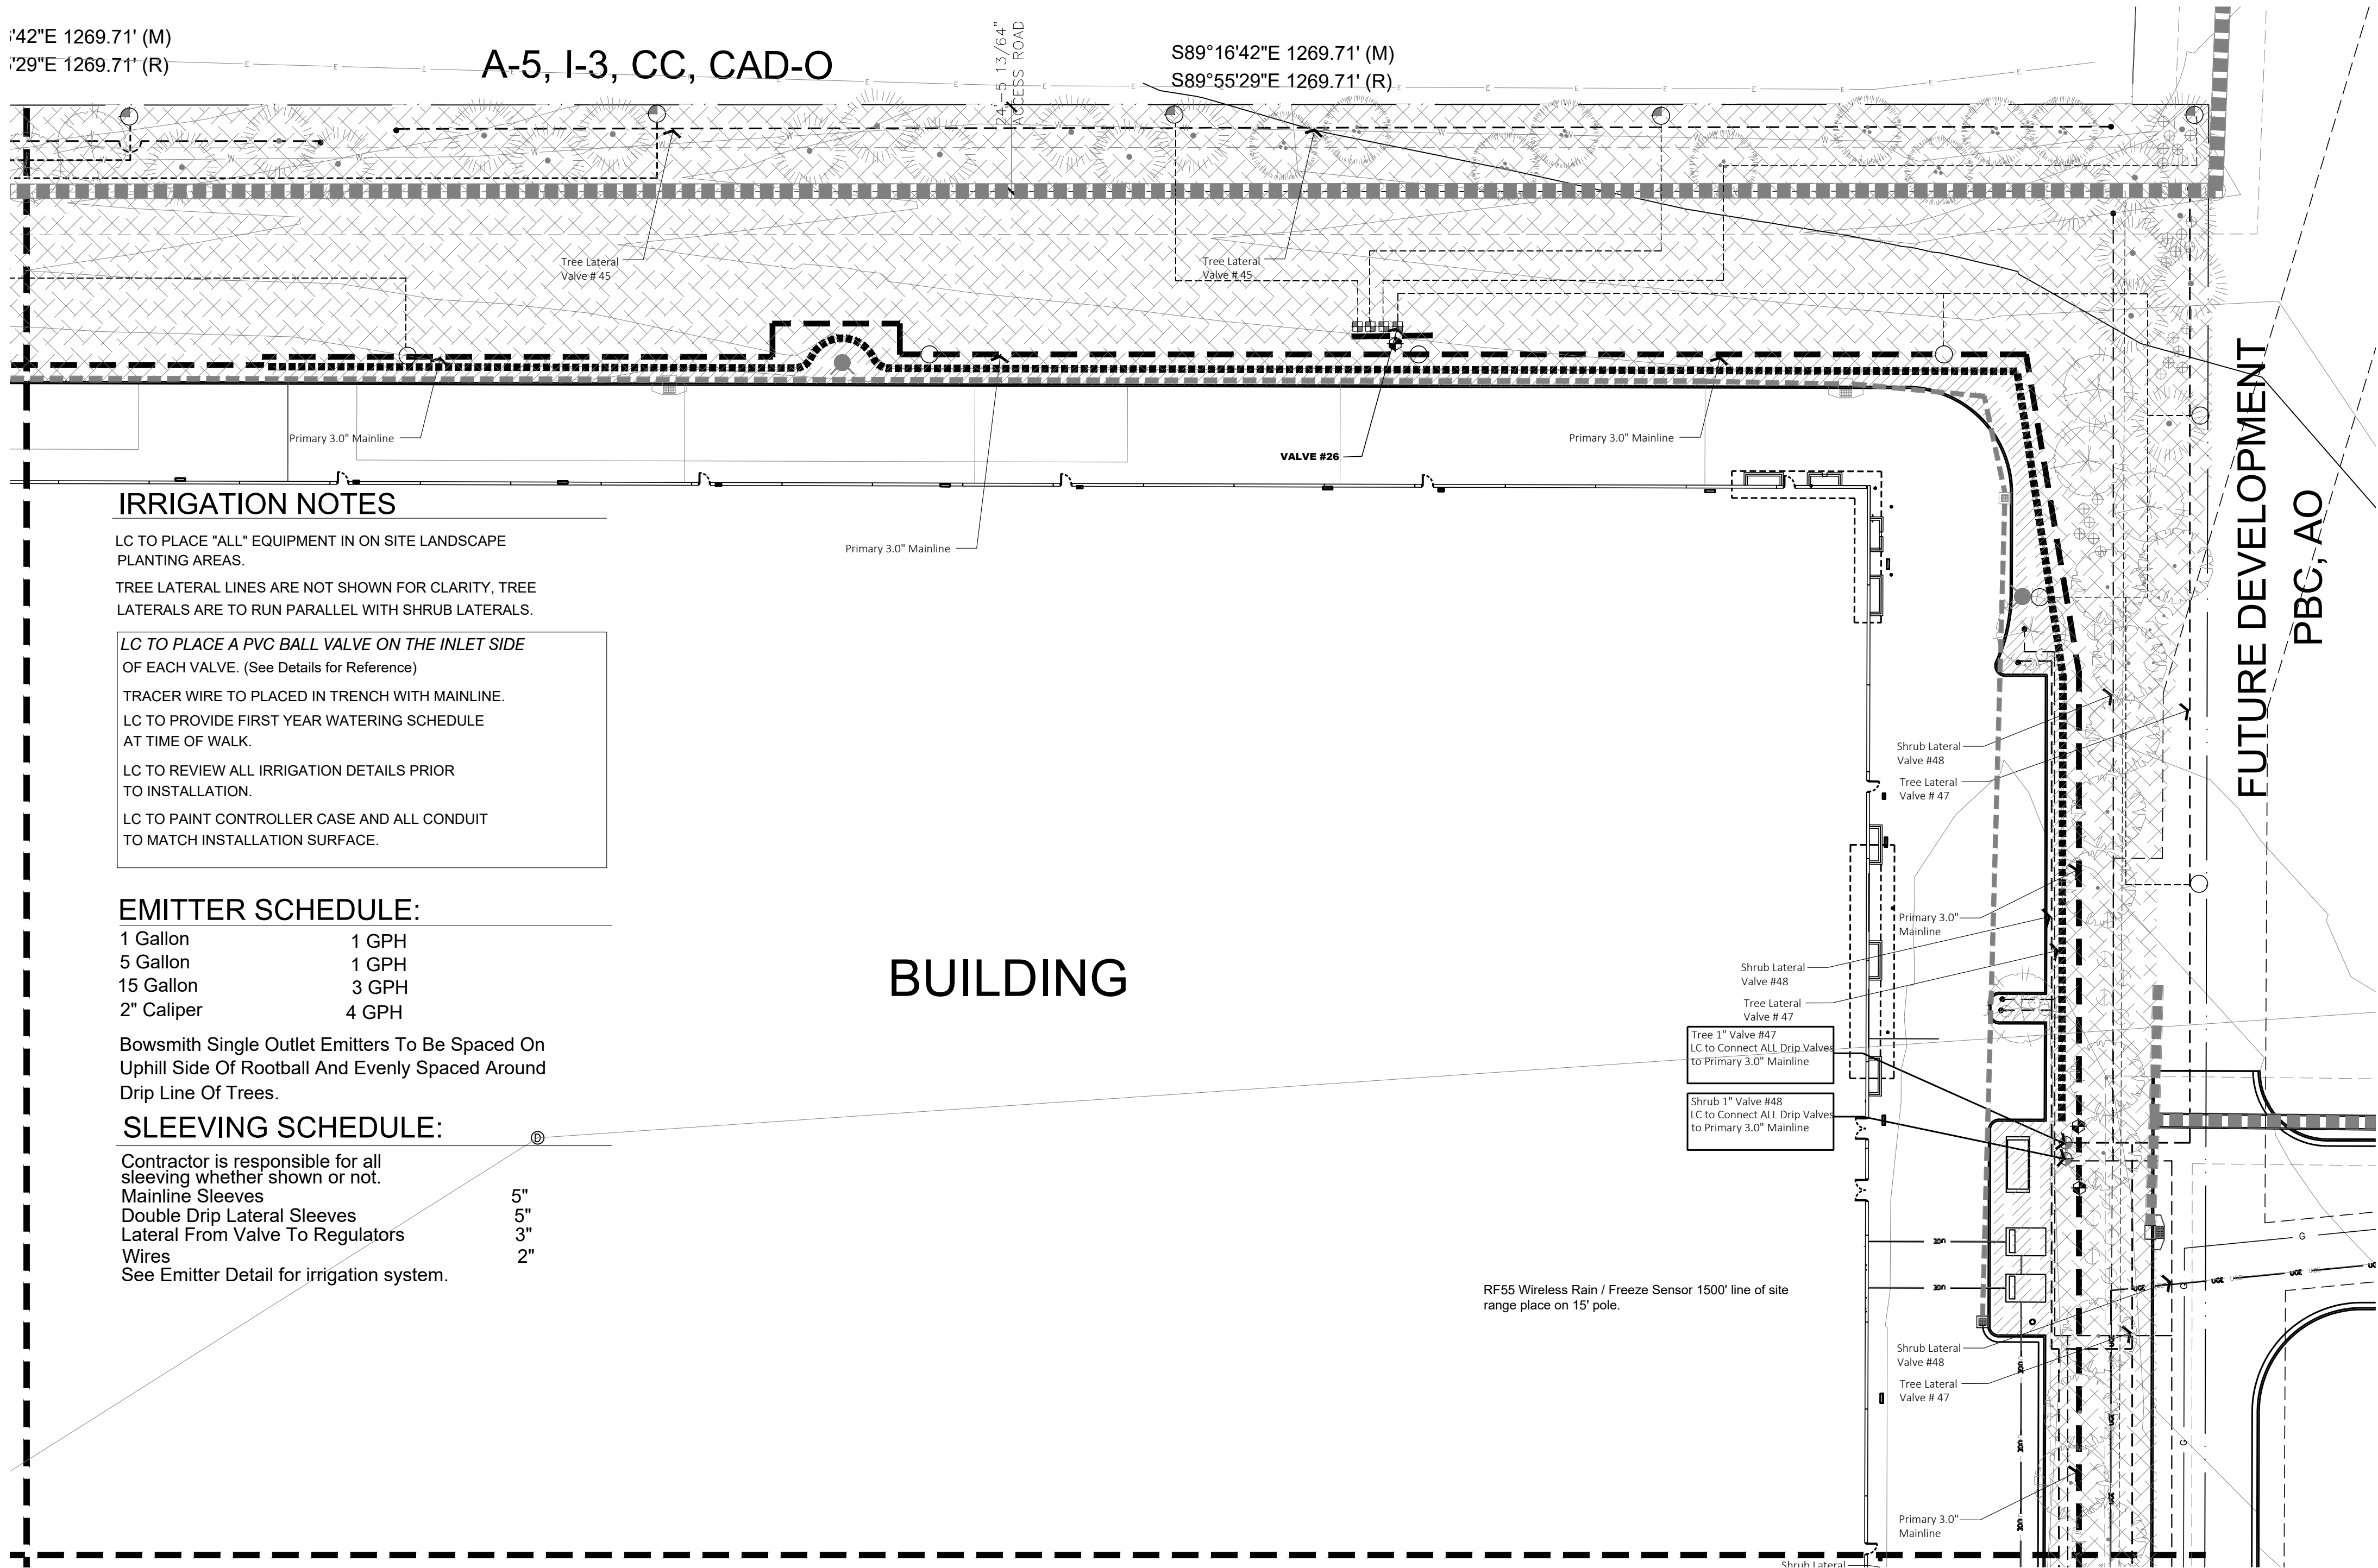 '42"E 1269.71' (M)
'29"E 1269.71' (R)
A-5, I-3, CC, CAD-O
24'-5 13/64"
ACCESS ROAD
S89°16'42"E 1269.71' (M)
S89°55'29"E 1269.71' (R)
Tree Lateral
Valve # 45
Tree Lateral
Valve # 45
Primary 3.0" Mainline
VALVE #26
Primary 3.0" Mainline
Primary 3.0" Mainline
FUTURE DEVELOPMENT
PBC, AO
IRRIGATION NOTES
LC TO PLACE "ALL" EQUIPMENT IN ON SITE LANDSCAPE
PLANTING AREAS.
TREE LATERAL LINES ARE NOT SHOWN FOR CLARITY, TREE
LATERALS ARE TO RUN PARALLEL WITH SHRUB LATERALS.
LC TO PLACE A PVC BALL VALVE ON THE INLET SIDE
OF EACH VALVE. (See Details for Reference)
TRACER WIRE TO PLACED IN TRENCH WITH MAINLINE.
LC TO PROVIDE FIRST YEAR WATERING SCHEDULE
AT TIME OF WALK.
LC TO REVIEW ALL IRRIGATION DETAILS PRIOR
TO INSTALLATION.
LC TO PAINT CONTROLLER CASE AND ALL CONDUIT
TO MATCH INSTALLATION SURFACE.
EMITTER SCHEDULE:
1 Gallon 1 GPH
5 Gallon 1 GPH
15 Gallon 3 GPH
2" Caliper 4 GPH
Bowsmith Single Outlet Emitters To Be Spaced On
Uphill Side Of Rootball And Evenly Spaced Around
Drip Line Of Trees.
SLEEVING SCHEDULE:
D
Contractor is responsible for all
sleeving whether shown or not.
Mainline Sleeves 5"
Double Drip Lateral Sleeves 5"
Lateral From Valve To Regulators 3"
Wires 2"
See Emitter Detail for irrigation system.
BUILDING
Shrub Lateral
Valve #48
Tree Lateral
Valve # 47
Primary 3.0"
Mainline
Shrub Lateral
Valve #48
Tree Lateral
Valve # 47
Tree 1" Valve #47
LC to Connect ALL Drip Valves
to Primary 3.0" Mainline
Shrub 1" Valve #48
LC to Connect ALL Drip Valves
to Primary 3.0" Mainline
RF55 Wireless Rain / Freeze Sensor 1500' line of site
range place on 15' pole.
G
UGE
UGE
UGE
G
G
Shrub Lateral
Valve #48
Tree Lateral
Valve # 47
Primary 3.0"
Mainline
Shrub Lateral